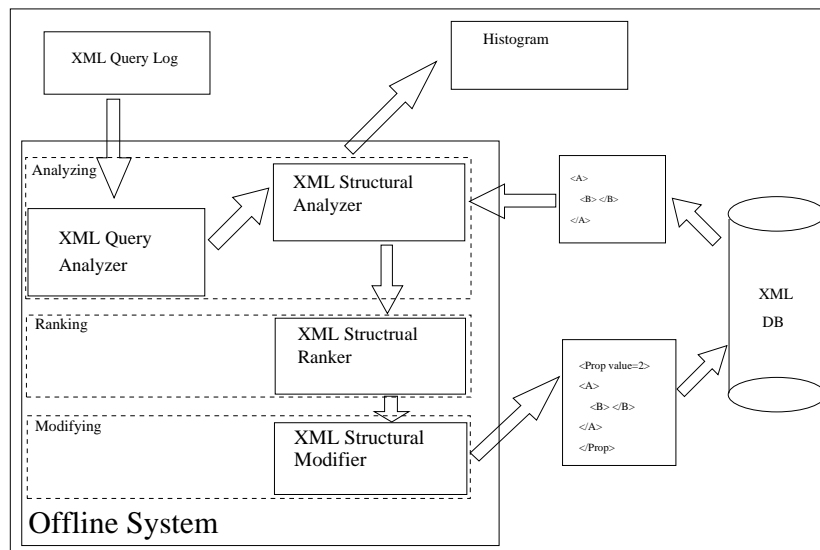 XML Query Log
Histogram
Analyzing
XML Structural
Analyzer
XML Query
Analyzer
<A>
<B> </B>
</A>
XML
DB
Ranking
XML Structrual
Ranker
<Prop value=2>
<A>
<B> </B>
</A>
</Prop>
Modifying
XML Structural
Modifier
Offline System